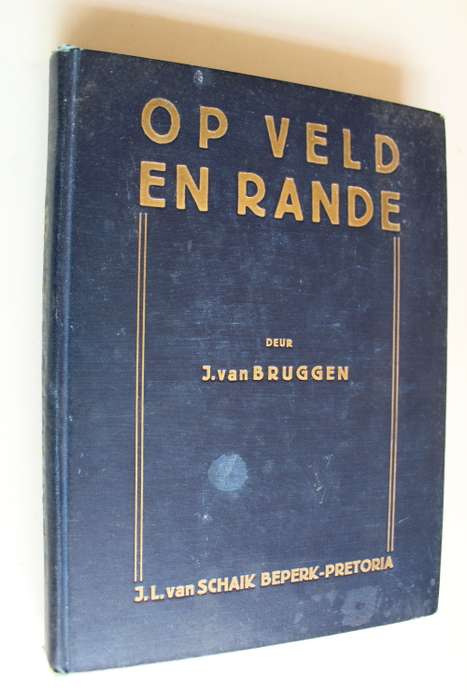 OP VELD
EN RANDE
DEUR
J. van BRUGGEN
J. L. van SCHAIK BEPERK-PRETORIA